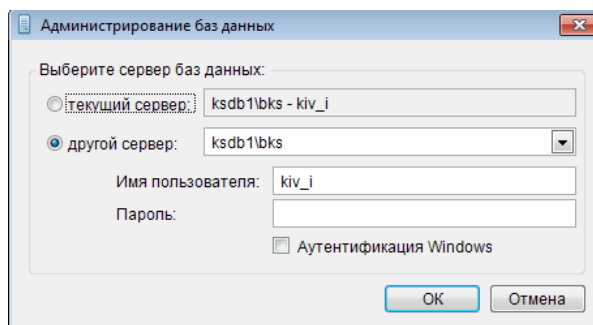 Администрирование баз данных
Выберите сервер баз данных:
текущий сервер: ksdb1\bks - kiv_i
другой сервер: ksdb1\bks
Имя пользователя: kiv_i
Пароль:
Аутентификация Windows
ОК Отмена